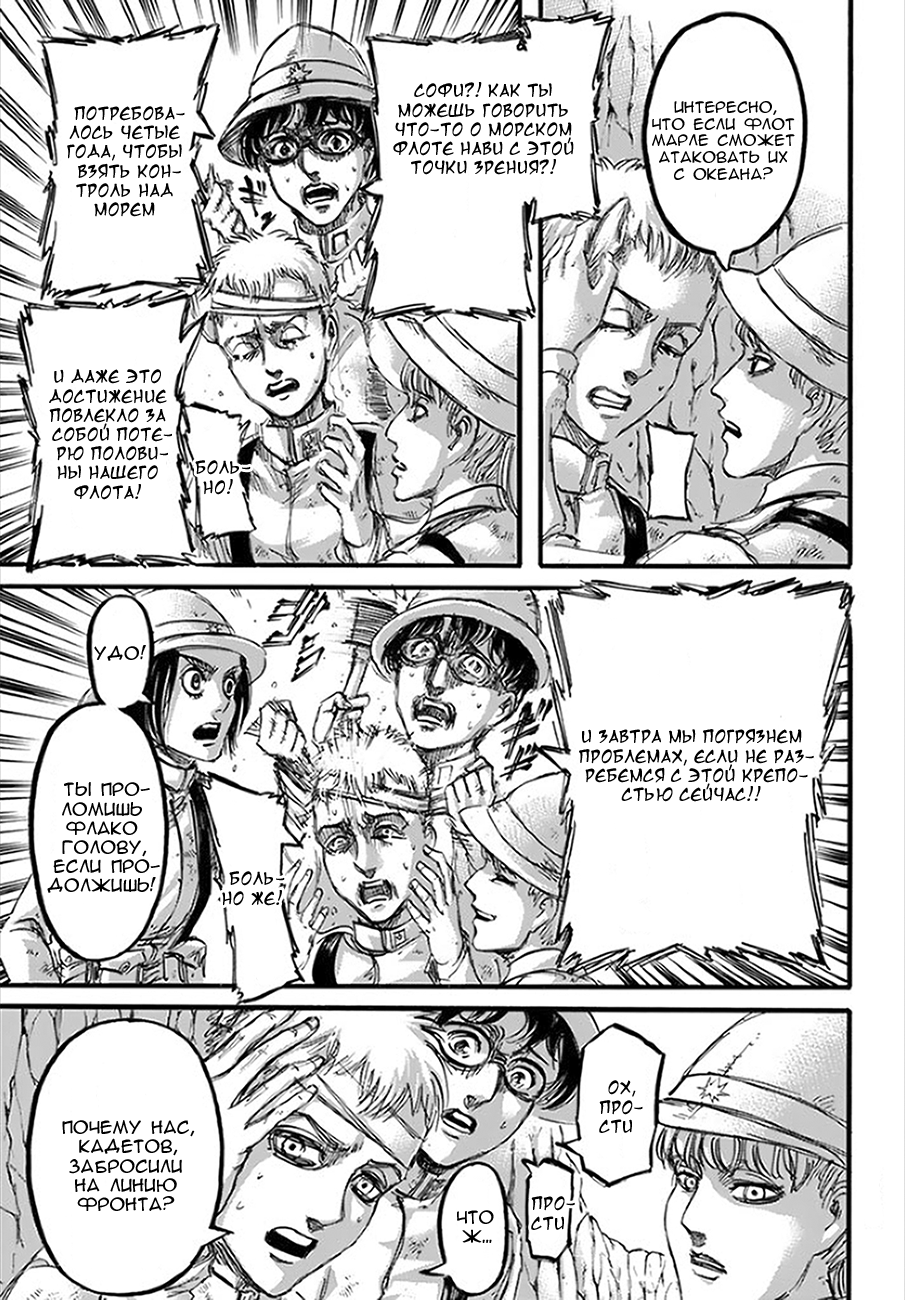 ИНТЕРЕСНО,
ЧТО ЕСЛИ ФЛОТ
МАРЛЕ СМОЖЕТ
АТАКОВАТЬ ИХ
С ОКЕАНА?
СОФИ?! КАК ТЫ
МОЖЕШЬ ГОВОРИТЬ
ЧТО-ТО О МОРСКОМ
ФЛОТЕ НАВИ С ЭТОЙ
ТОЧКИ ЗРЕНИЯ?!
ПОТРЕБОВА-
ЛОСЬ ЧЕТЫЕ
ГОДА, ЧТОБЫ
ВЗЯТЬ КОН-
ТРОЛЬ НАД
МОРЕМ
И ДАЖЕ ЭТО
ДОСТИЖЕНИЕ
ПОВЛЕКЛО ЗА
СОБОЙ ПОТЕ-
РЮ ПОЛОВИ-
НЫ НАШЕГО
ФЛОТА!
БОЛЬ-
НО!
И ЗАВТРА МЫ ПОГРЯЗНЕМ
ПРОБЛЕМАХ, ЕСЛИ НЕ РАЗ-
РЕБЕМСЯ С ЭТОЙ КРЕПО-
СТЬЮ СЕЙЧАС!!
УДО!
ТЫ ПРО-
ЛОМИШЬ
ФЛАКО
ГОЛОВУ,
ЕСЛИ ПРО-
ДОЛЖИШЬ!
БОЛЬ-
НО ЖЕ!
ОХ,
ПРО-
СТИ
ПРО-
СТИ
ЧТО
Ж...
ПОЧЕМУ НАС,
КАДЕТОВ,
ЗАБРОСИЛИ
НА ЛИНИЮ
ФРОНТА?